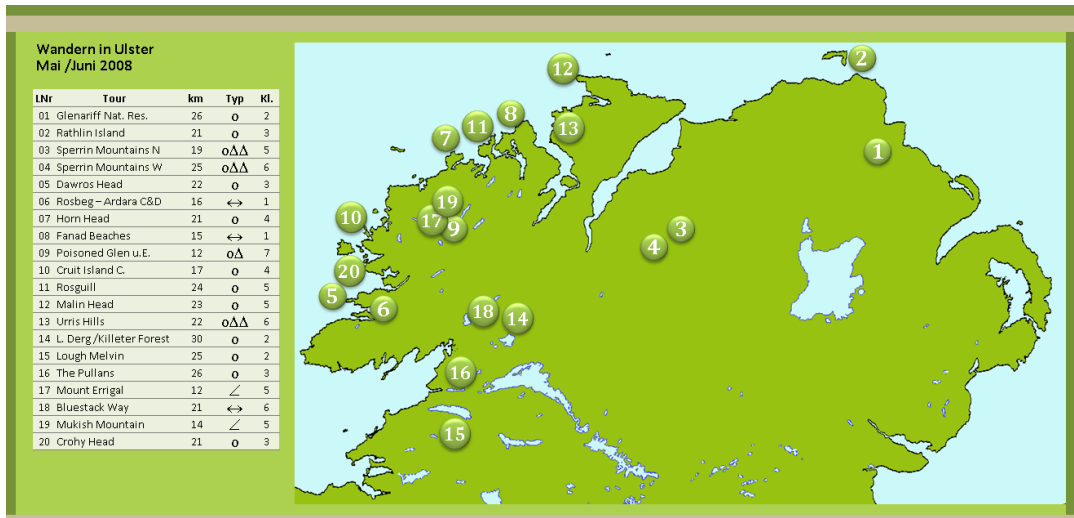 Wandern in Ulster
Mai /Juni 2008
LNr Tour km Typ Kl.
01 Glenariff Nat. Res. 26 o 2
02 Rathlin Island 21 o 3
03 Sperrin Mountains N 19 oΔΔ 5
04 Sperrin Mountains W 25 oΔΔ 6
05 Dawros Head 22 o 3
06 Rosbeg – Ardara C&D 16 ↔ 1
07 Horn Head 21 o 4
08 Fanad Beaches 15 ↔ 1
09 Poisoned Glen u.E. 12 oΔ 7
10 Cruit Island C. 17 o 4
11 Rosguill 24 o 5
12 Malin Head 23 o 5
13 Urris Hills 22 oΔΔ 6
14 L. Derg /Killeter Forest 30 o 2
15 Lough Melvin 25 o 2
16 The Pullans 26 o 3
17 Mount Errigal 12 ∠ 5
18 Bluestack Way 21 ↔ 6
19 Mukish Mountain 14 ∠ 5
20 Crohy Head 21 o 3
2
12
8
11
13
7
1
19
10
17
9
3
4
20
5
6
18
14
16
15